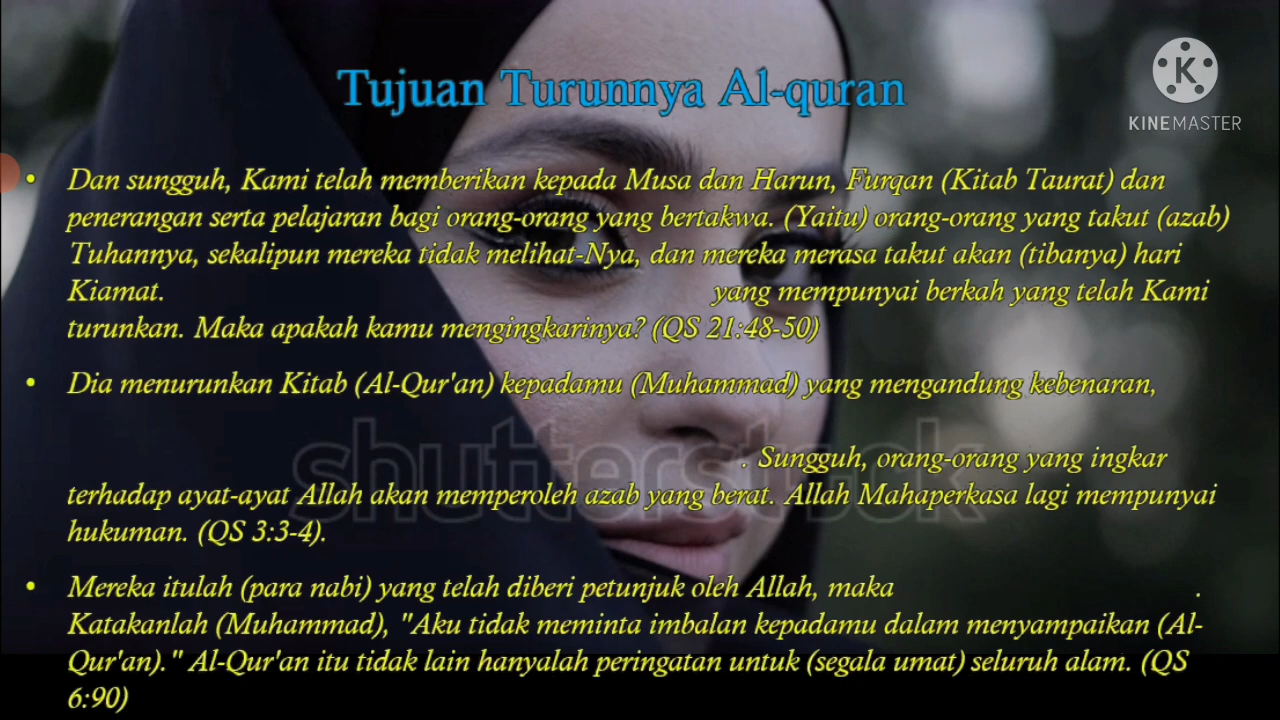 Tujuan Turunnya Al-quran
K
KINEMASTER
• Dan sungguh, Kami telah memberikan kepada Musa dan Harun, Furqan (Kitab Taurat) dan
penerangan serta pelajaran bagi orang-orang yang bertakwa. (Yaitu) orang-orang yang takut (azab)
Tuhannya, sekalipun mereka tidak melihat-Nya, dan mereka merasa takut akan (tibanya) hari
Kiamat. yang mempunyai berkah yang telah Kami
turunkan. Maka apakah kamu mengingkarinya? (QS 21:48-50)
• Dia menurunkan Kitab (Al-Qur'an) kepadamu (Muhammad) yang mengandung kebenaran,
. Sungguh, orang-orang yang ingkar
shutterstock
terhadap ayat-ayat Allah akan memperoleh azab yang berat. Allah Mahaperkasa lagi mempunyai
hukuman. (QS 3:3-4).
• Mereka itulah (para nabi) yang telah diberi petunjuk oleh Allah, maka .
Katakanlah (Muhammad), "Aku tidak meminta imbalan kepadamu dalam menyampaikan (Al-
Qur'an)." Al-Qur'an itu tidak lain hanyalah peringatan untuk (segala umat) seluruh alam. (QS
6:90)